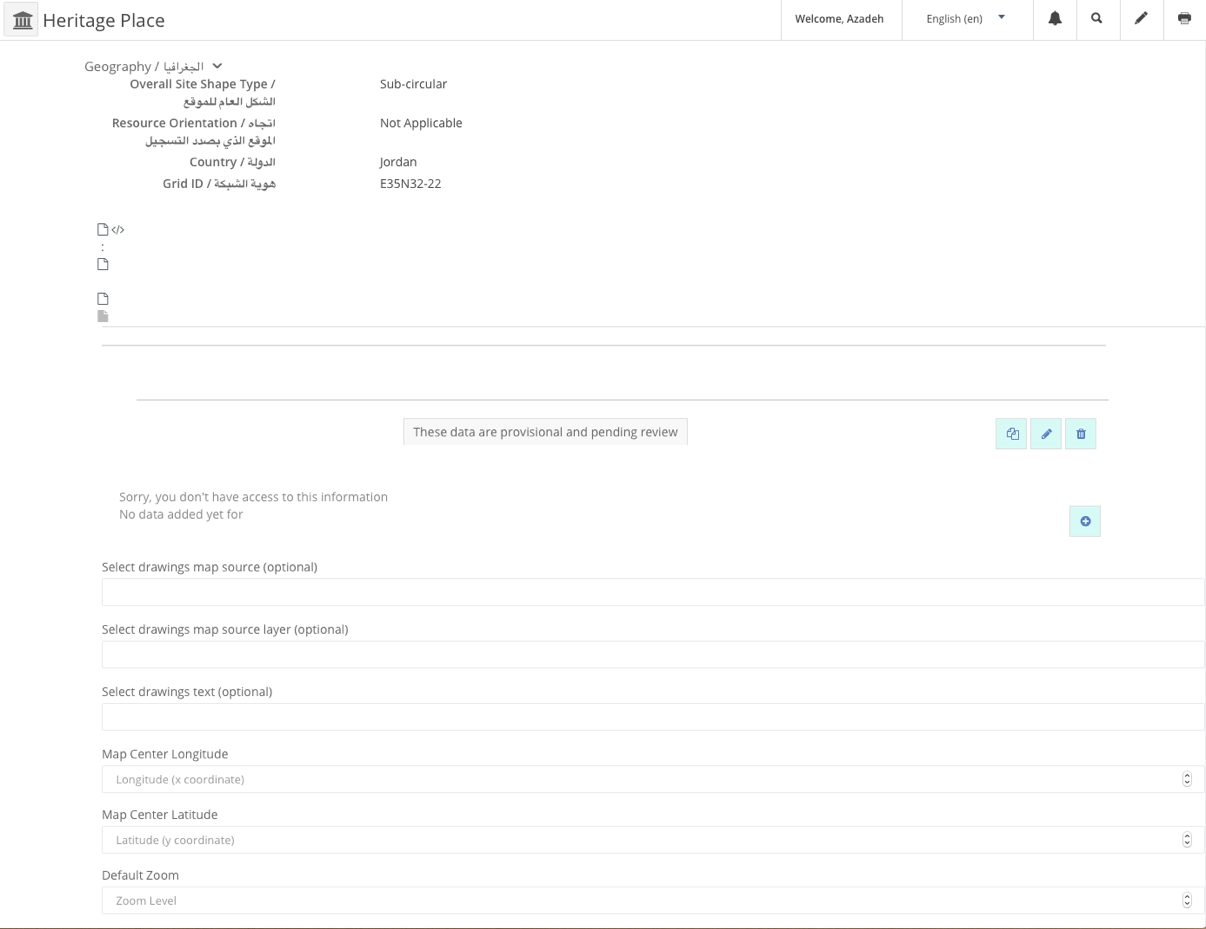 Heritage Place
Welcome, Azadeh
English (en)
Geography / الجغرافيا
Overall Site Shape Type / الشكل العام للموقع
Sub-circular
Resource Orientation / اتجاه الموقع الذي بصدد التسجيل
Not Applicable
Country / الدولة
Jordan
Grid ID / هوية الشبكة
E35N32-22
</>
:
These data are provisional and pending review
Sorry, you don't have access to this information
No data added yet for
Select drawings map source (optional)
Select drawings map source layer (optional)
Select drawings text (optional)
Map Center Longitude
Longitude (x coordinate)
Map Center Latitude
Latitude (y coordinate)
Default Zoom
Zoom Level